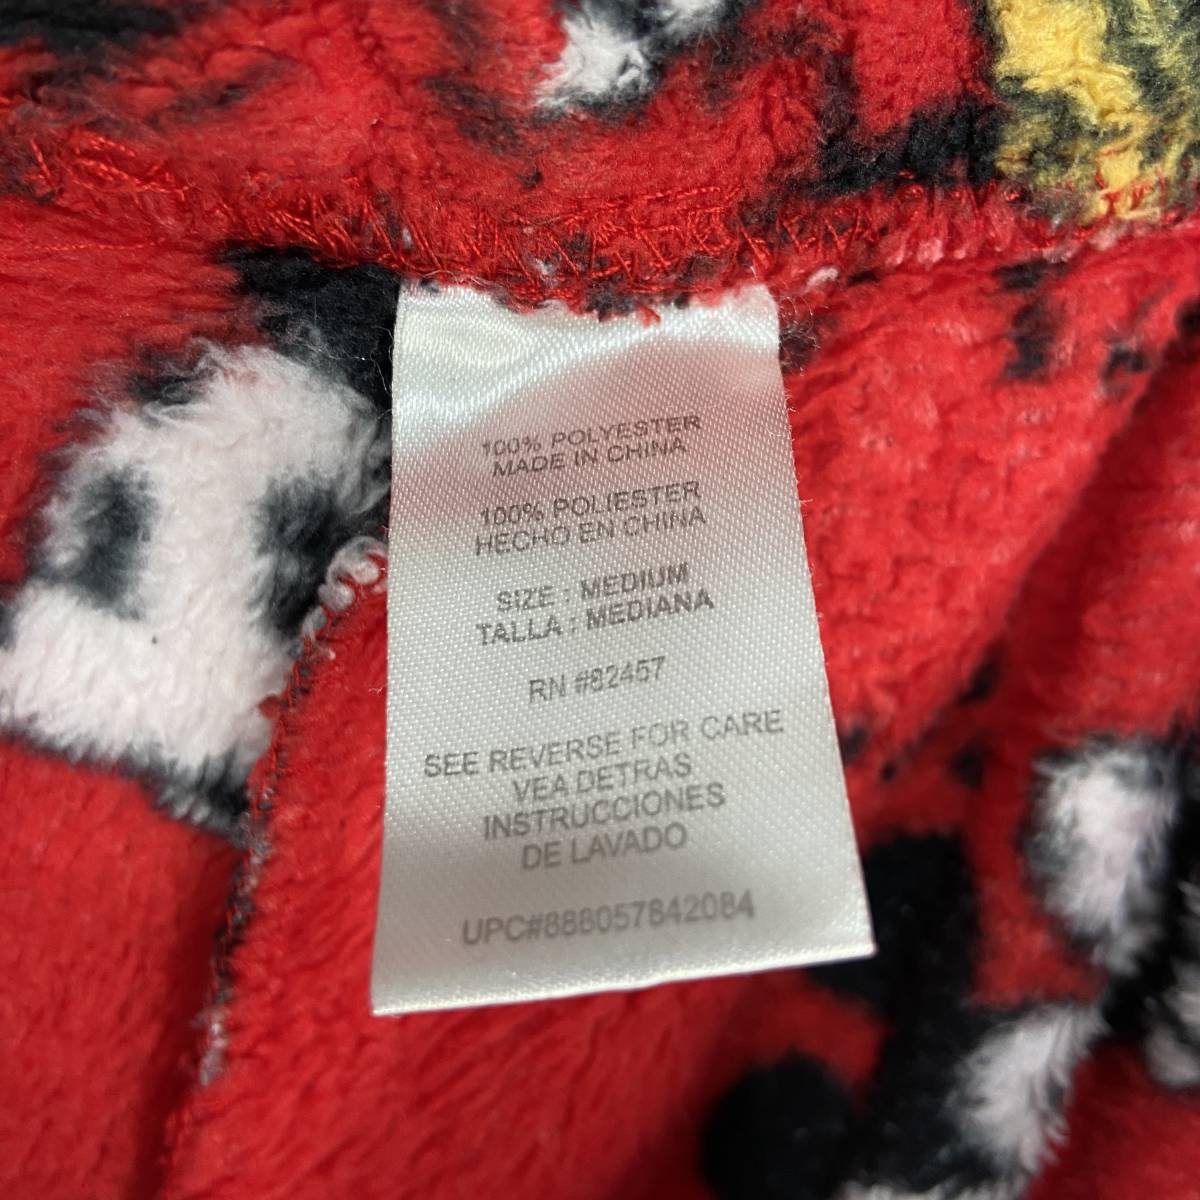 100% POLYESTER
MADE IN CHINA
100% POLIESTER
HECHO EN CHINA
SIZE : MEDIUM
TALLA : MEDIANA
RN #82457
SEE REVERSE FOR CARE
VEA DETRAS
INSTRUCCIONES
DE LAVADO
UPC#888057842084